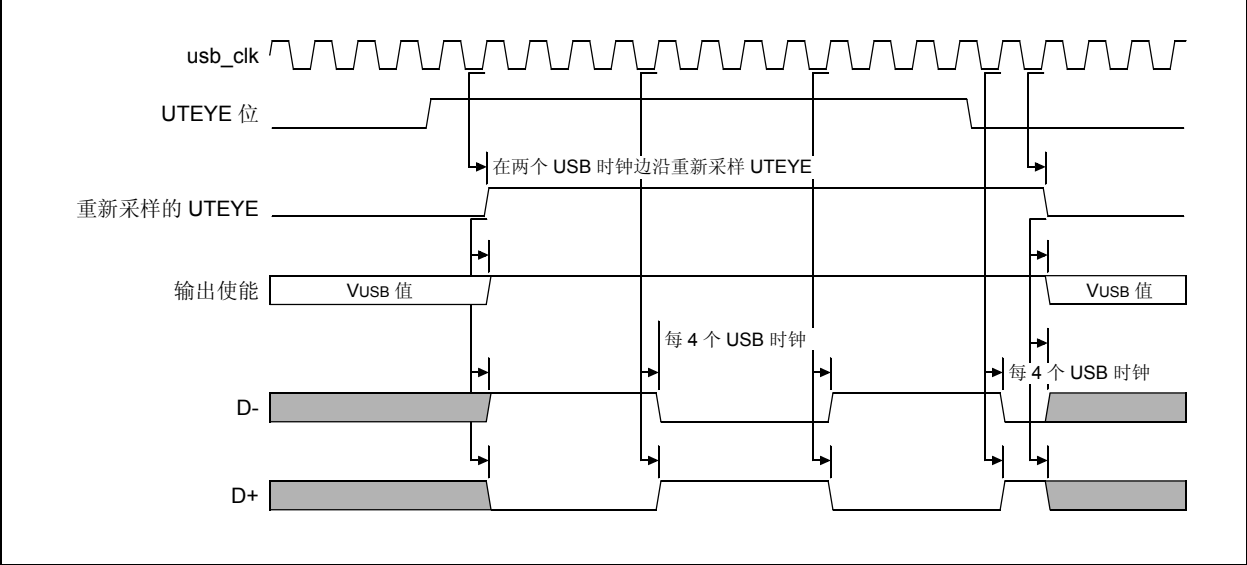 usb_clk
UTEYE 位
在两个 USB 时钟边沿重新采样 UTEYE
重新采样的 UTEYE
输出使能
VUSB 值
VUSB 值
每 4 个 USB 时钟
每 4 个 USB 时钟
D-
D+